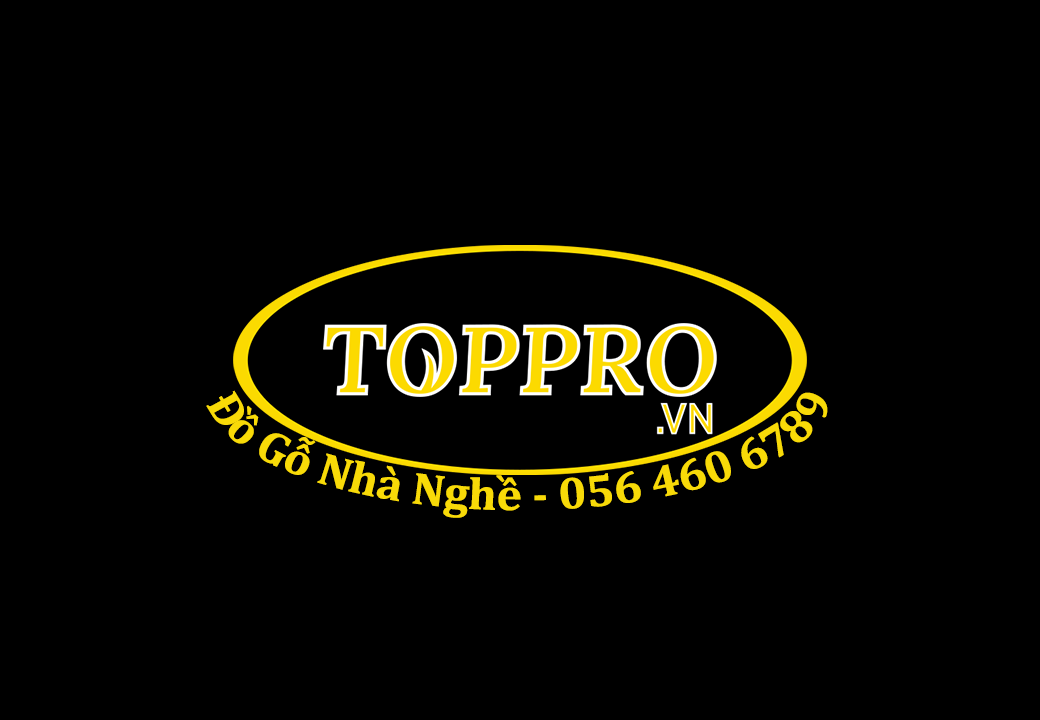 TOPPRO
.VN
Đồ Gỗ Nhà Nghề - 056 460 6789